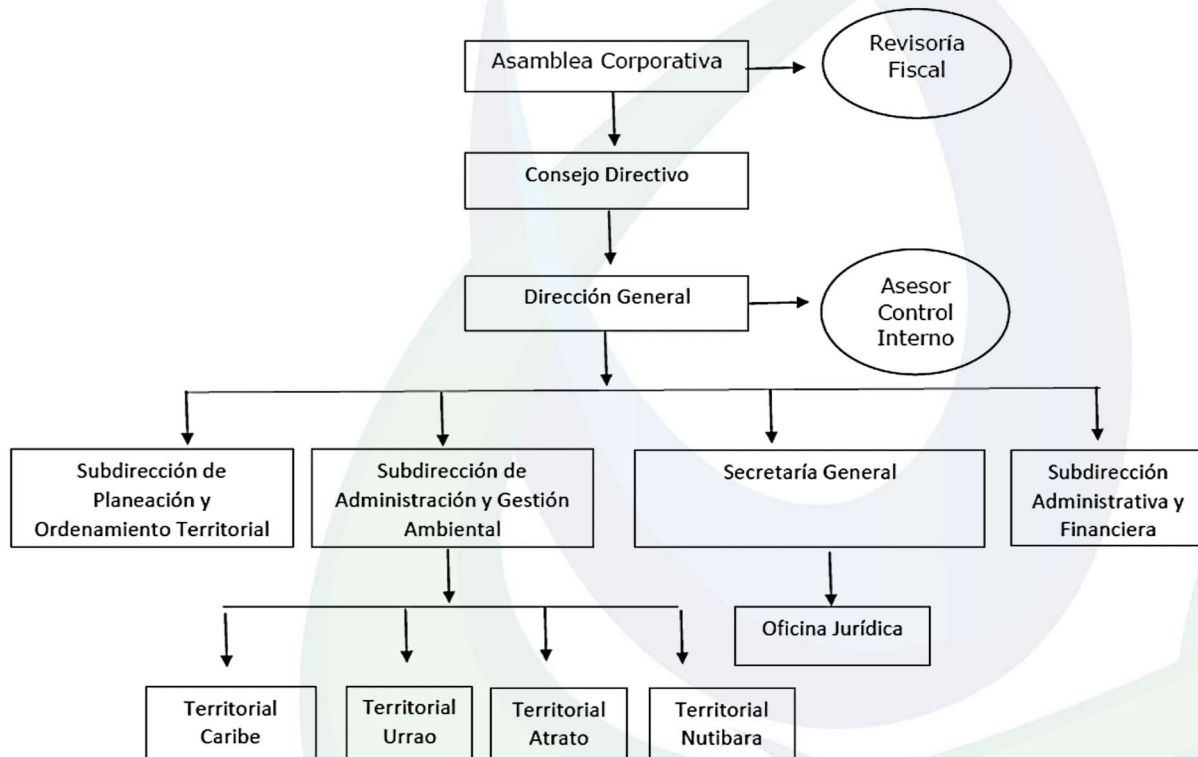 Asamblea Corporativa
Revisoría
Fiscal
Consejo Directivo
Dirección General
Asesor
Control
Interno
Subdirección de
Planeación y
Ordenamiento Territorial
Subdirección de
Administración y Gestión
Ambiental
Secretaría General
Subdirección
Administrativa y
Financiera
Oficina Jurídica
Territorial
Caribe
Territorial
Urrao
Territorial
Atrato
Territorial
Nutibara